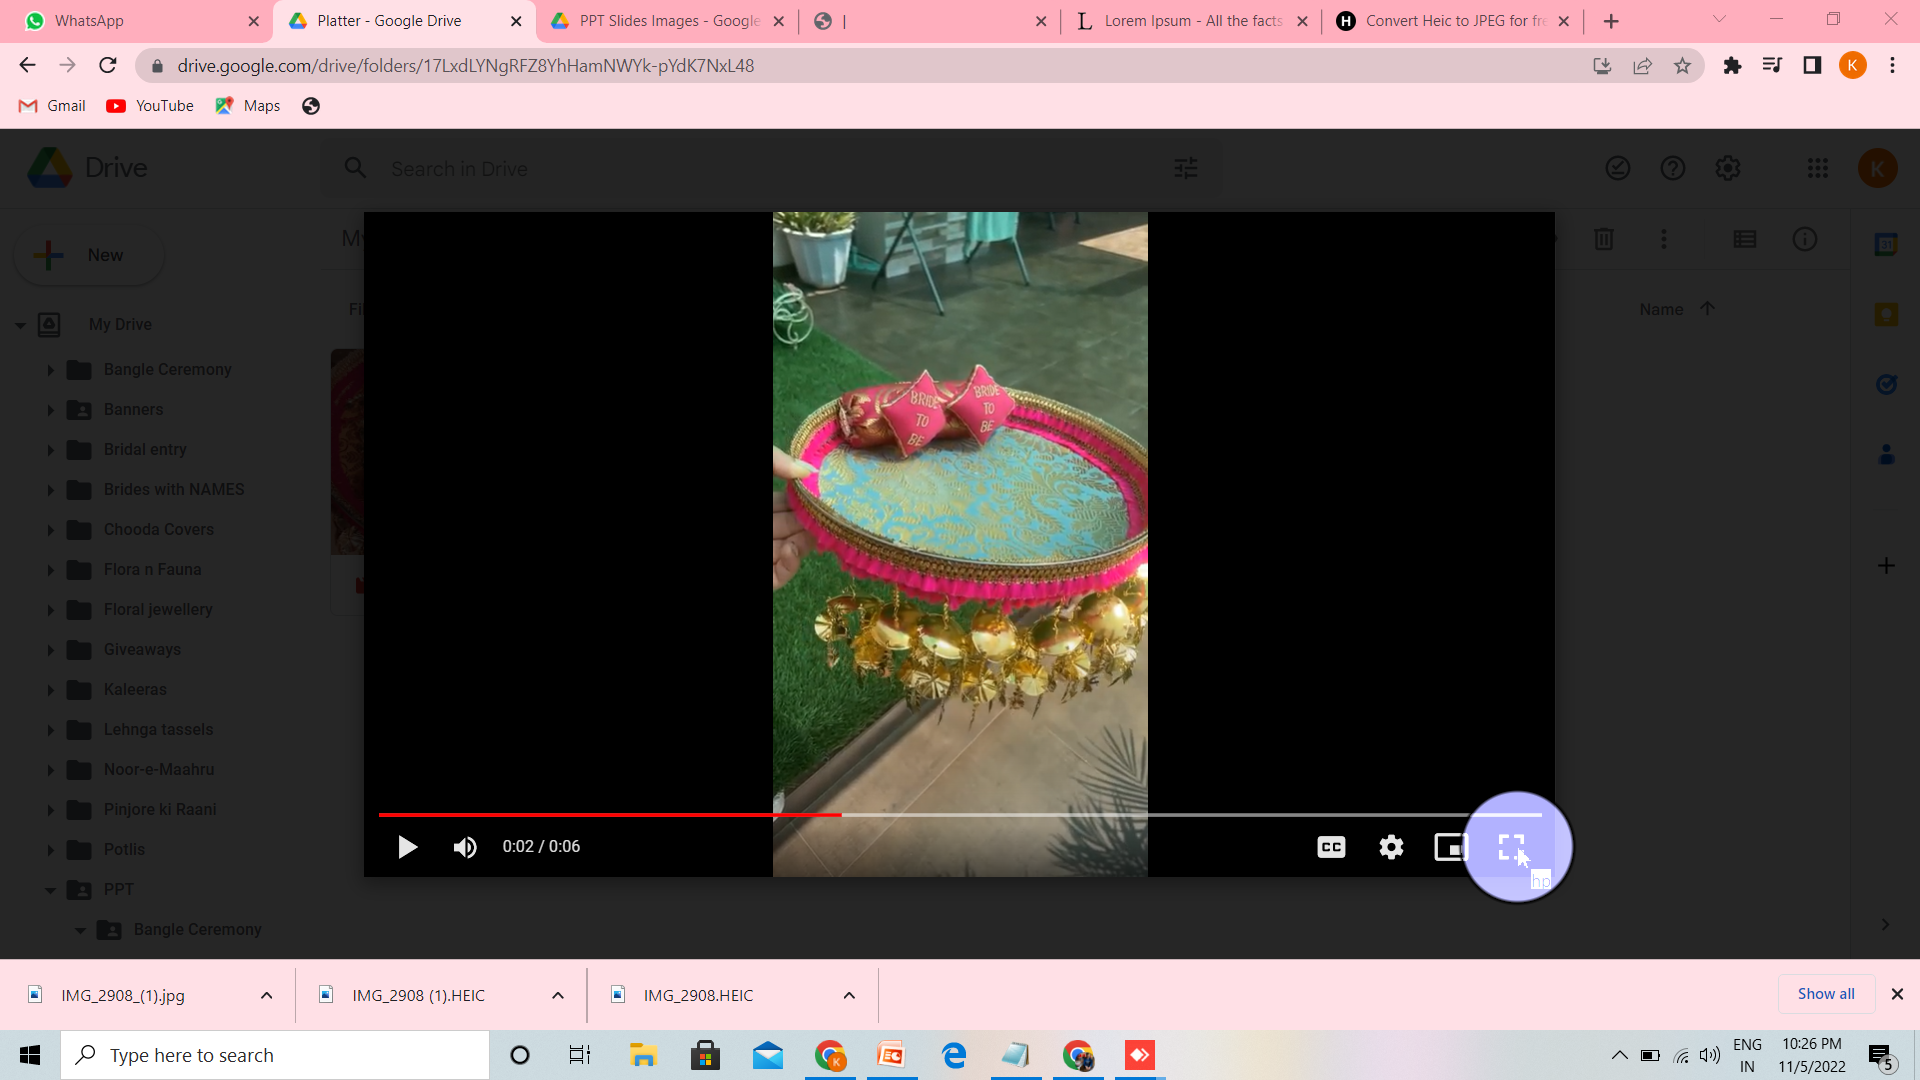 WhatsApp
Platter - Google Drive
PPT Slides Images - Google
|
Lorem Ipsum - All the facts
Convert Heic to JPEG for fre
drive.google.com/drive/folders/17LxdLYNgRFZ8YhHamNWYk-pYdK7NxL48
K
Gmail
YouTube
Maps
Drive
Search in Drive
K
New
My Drive
Bangle Ceremony
Banners
Bridal entry
Brides with NAMES
Chooda Covers
Flora n Fauna
Floral jewellery
Giveaways
Kaleeras
Lehnga tassels
Noor-e-Maahru
Pinjore ki Raani
Potlis
PPT
Bangle Ceremony
Name
31
BRIDE
TO
BE
BRIDE
TO
BE
0:02 / 0:06
CC
hp
IMG_2908_(1).jpg
IMG_2908 (1).HEIC
IMG_2908.HEIC
Show all
Type here to search
K
ENG
IN
10:26 PM
11/5/2022
5